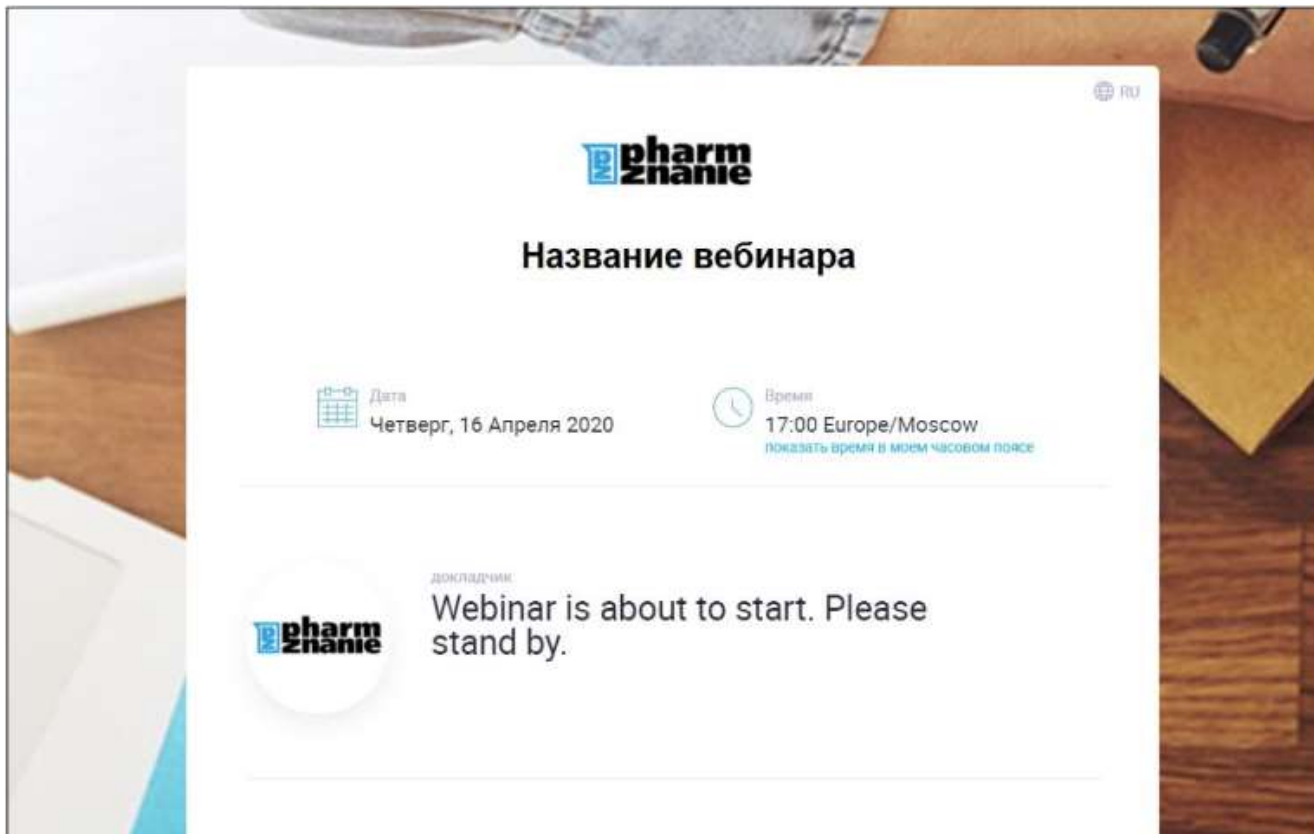 RU
pharm
znanie
Название вебинара
Дата
Четверг, 16 Апреля 2020
Время
17:00 Europe/Moscow
показать время в моем часовом поясе
докладчик
pharm
znanie
Webinar is about to start. Please
stand by.